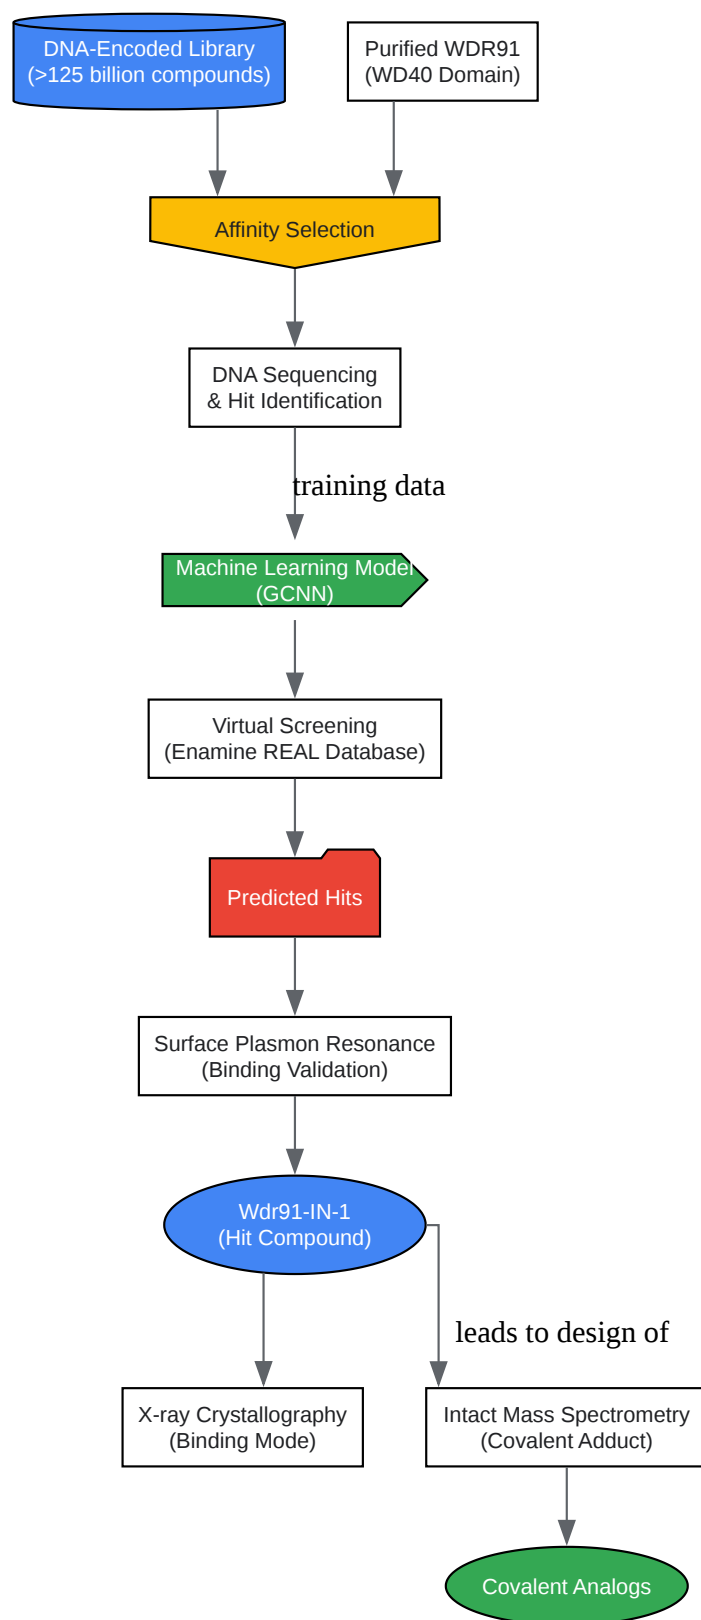 DNA-Encoded Library
(>125 billion compounds)
Purified WDR91
(WD40 Domain)
Affinity Selection
DNA Sequencing
& Hit Identification
training data
Machine Learning Model
(GCNN)
Virtual Screening
(Enamine REAL Database)
Predicted Hits
Surface Plasmon Resonance
(Binding Validation)
Wdr91-IN-1
(Hit Compound)
leads to design of
X-ray Crystallography
(Binding Mode)
Intact Mass Spectrometry
(Covalent Adduct)
Covalent Analogs